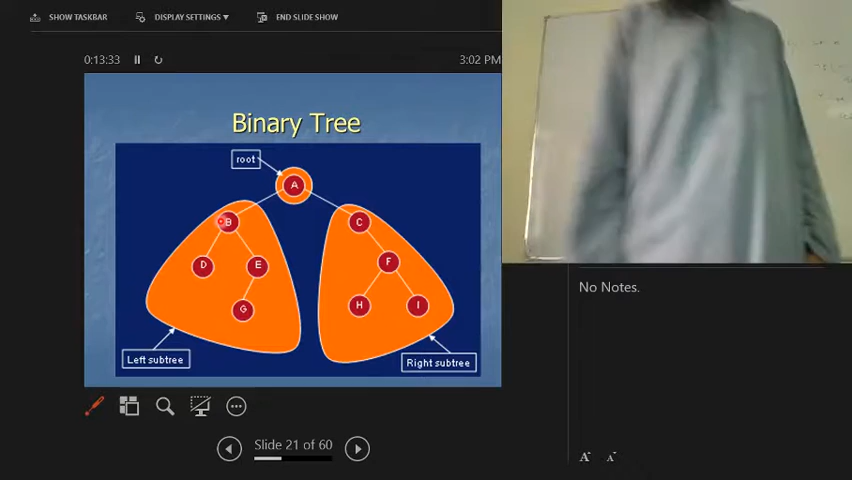 SHOW TASKBAR
DISPLAY SETTINGS ▾
END SLIDE SHOW
0:13:33
3:02 PM
Binary Tree
root
A
B
C
D
E
F
G
H
I
Left subtree
Right subtree
No Notes.
Slide 21 of 60
A
A